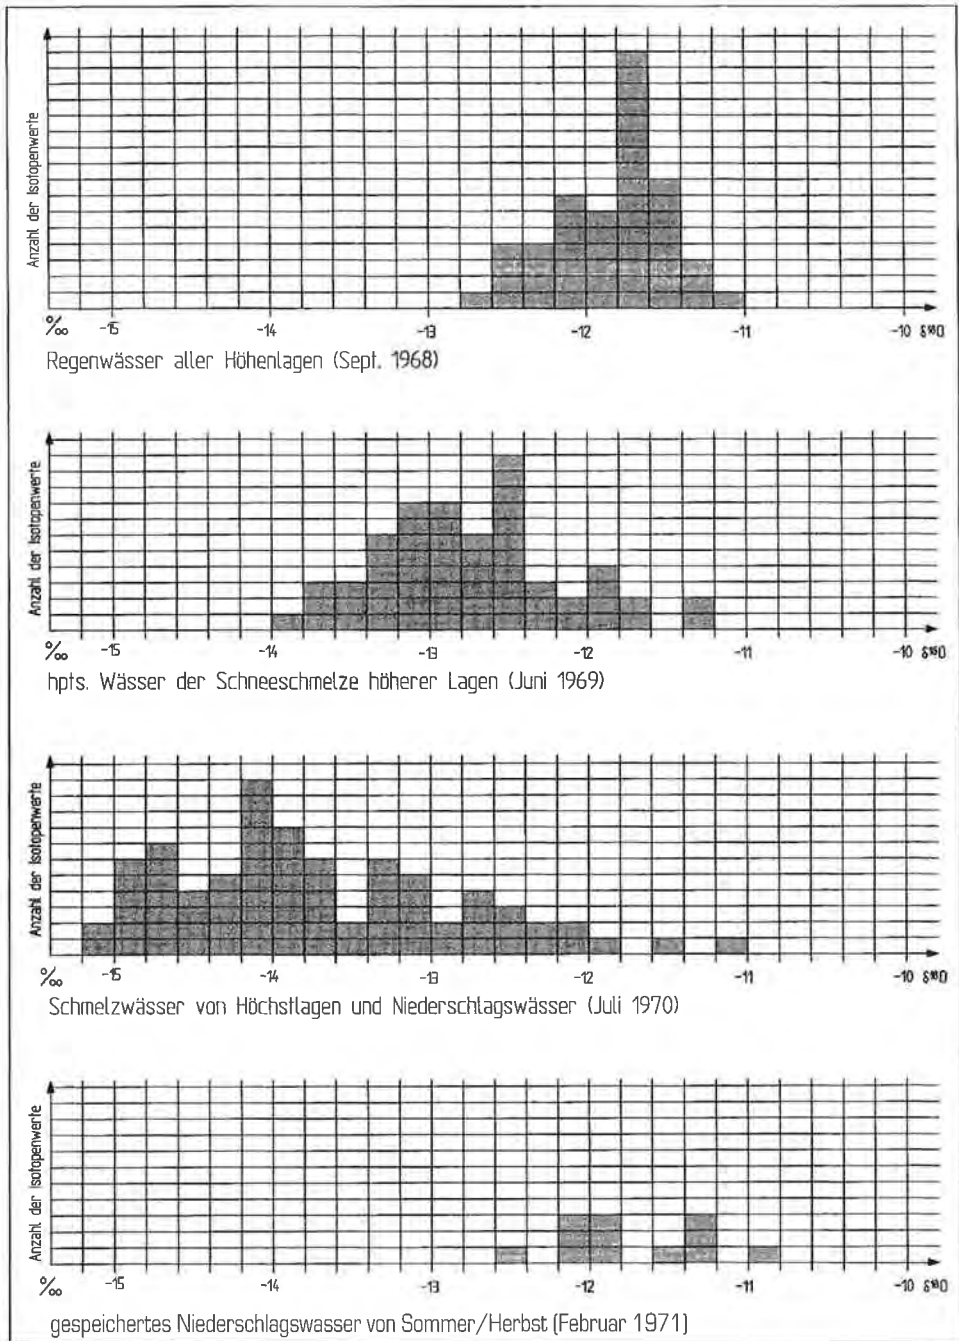 Anzahl der Isotopenwerte
‰ -15 -14 -13 -12 -11 -10 δ¹⁸O
Regenwässer aller Höhenlagen (Sept. 1968)
Anzahl der Isotopenwerte
‰ -15 -14 -13 -12 -11 -10 δ¹⁸O
hpts. Wässer der Schneeschmelze höherer Lagen (Juni 1969)
Anzahl der Isotopenwerte
‰ -15 -14 -13 -12 -11 -10 δ¹⁸O
Schmelzwässer von Höchstlagen und Niederschlagswässer (Juli 1970)
Anzahl der Isotopenwerte
‰ -15 -14 -13 -12 -11 -10 δ¹⁸O
gespeichertes Niederschlagswasser von Sommer/Herbst (Februar 1971)